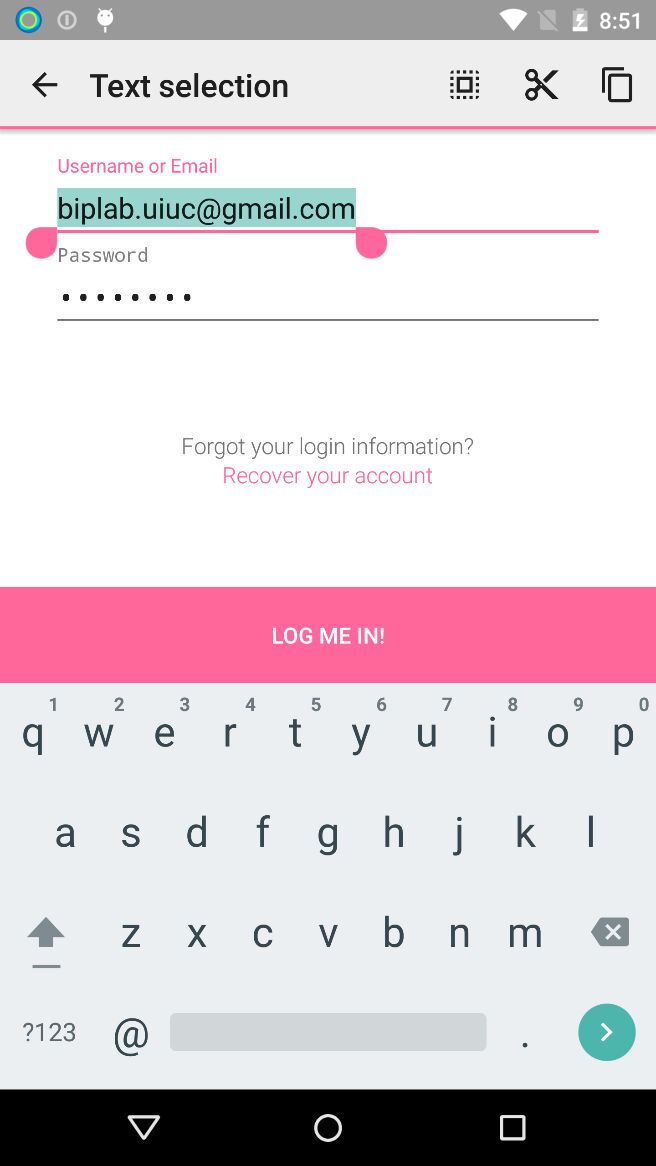 8:51
Text selection
Username or Email
biplab.uiuc@gmail.com
Password
Forgot your login information?
Recover your account
LOG ME IN!
1 2 3 4 5 6 7 8 9 0
q w e r t y u i o p
a s d f g h j k l
z x c v b n m
?123 @ .